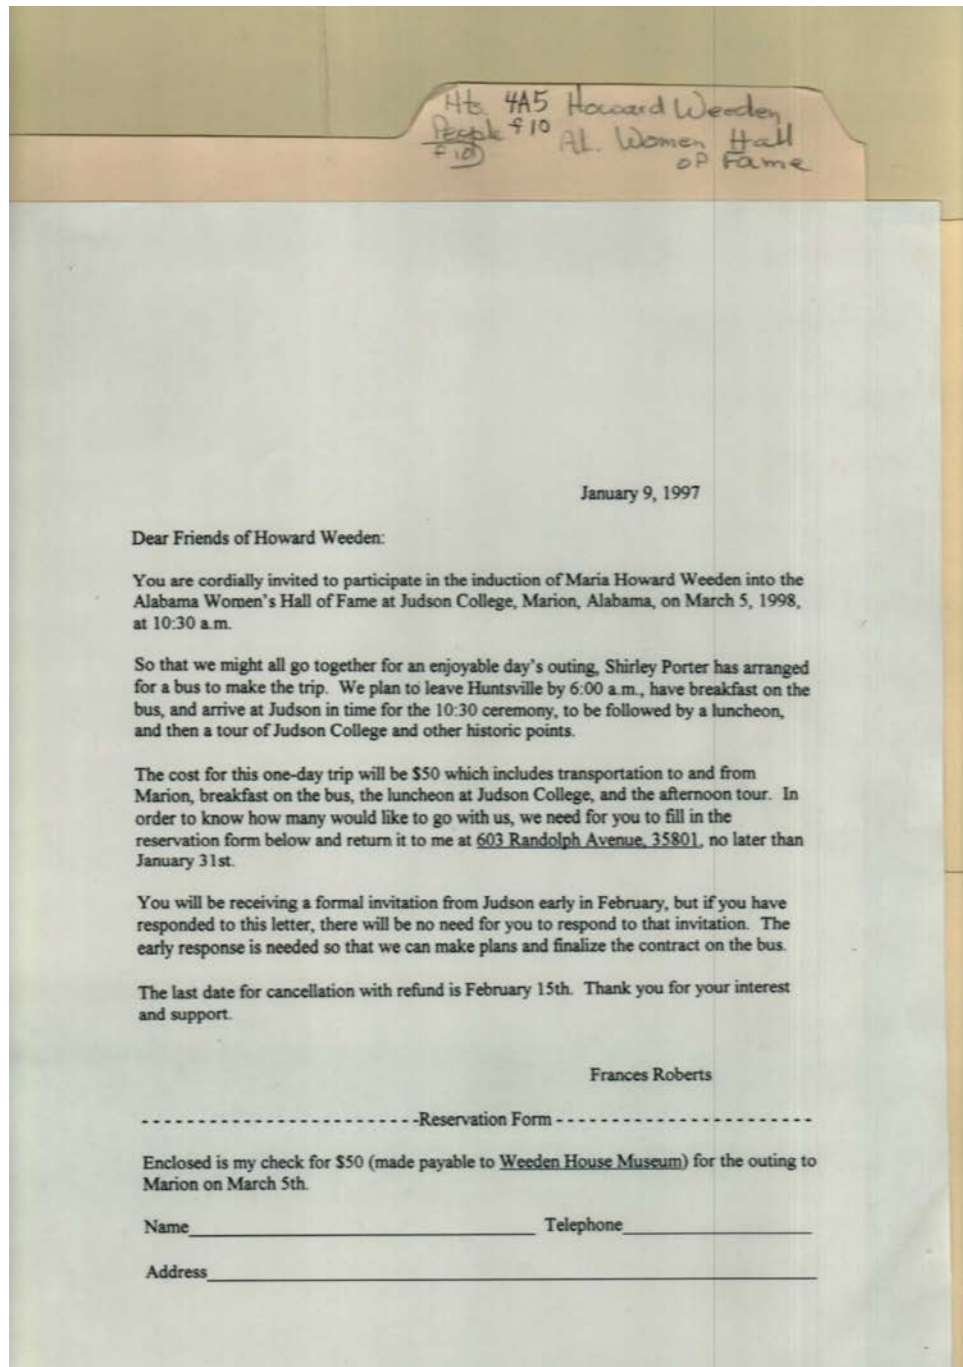 Hts. 4A5 Howard Weeden
People f10 AL. Women Hall
of Fame
January 9, 1997
Dear Friends of Howard Weeden:
You are cordially invited to participate in the induction of Maria Howard Weeden into the
Alabama Women's Hall of Fame at Judson College, Marion, Alabama, on March 5, 1998,
at 10:30 a.m.
So that we might all go together for an enjoyable day's outing, Shirley Porter has arranged
for a bus to make the trip. We plan to leave Huntsville by 6:00 a.m., have breakfast on the
bus, and arrive at Judson in time for the 10:30 ceremony, to be followed by a luncheon,
and then a tour of Judson College and other historic points.
The cost for this one-day trip will be $50 which includes transportation to and from
Marion, breakfast on the bus, the luncheon at Judson College, and the afternoon tour. In
order to know how many would like to go with us, we need for you to fill in the
reservation form below and return it to me at 603 Randolph Avenue, 35801, no later than
January 31st.
You will be receiving a formal invitation from Judson early in February, but if you have
responded to this letter, there will be no need for you to respond to that invitation. The
early response is needed so that we can make plans and finalize the contract on the bus.
The last date for cancellation with refund is February 15th. Thank you for your interest
and support.
Frances Roberts
- - - - - - - - - - - - - - - - - - - - - - - - -Reservation Form - - - - - - - - - - - - - - - - - - - - - - -
Enclosed is my check for $50 (made payable to Weeden House Museum) for the outing to
Marion on March 5th.
Name Telephone
Address